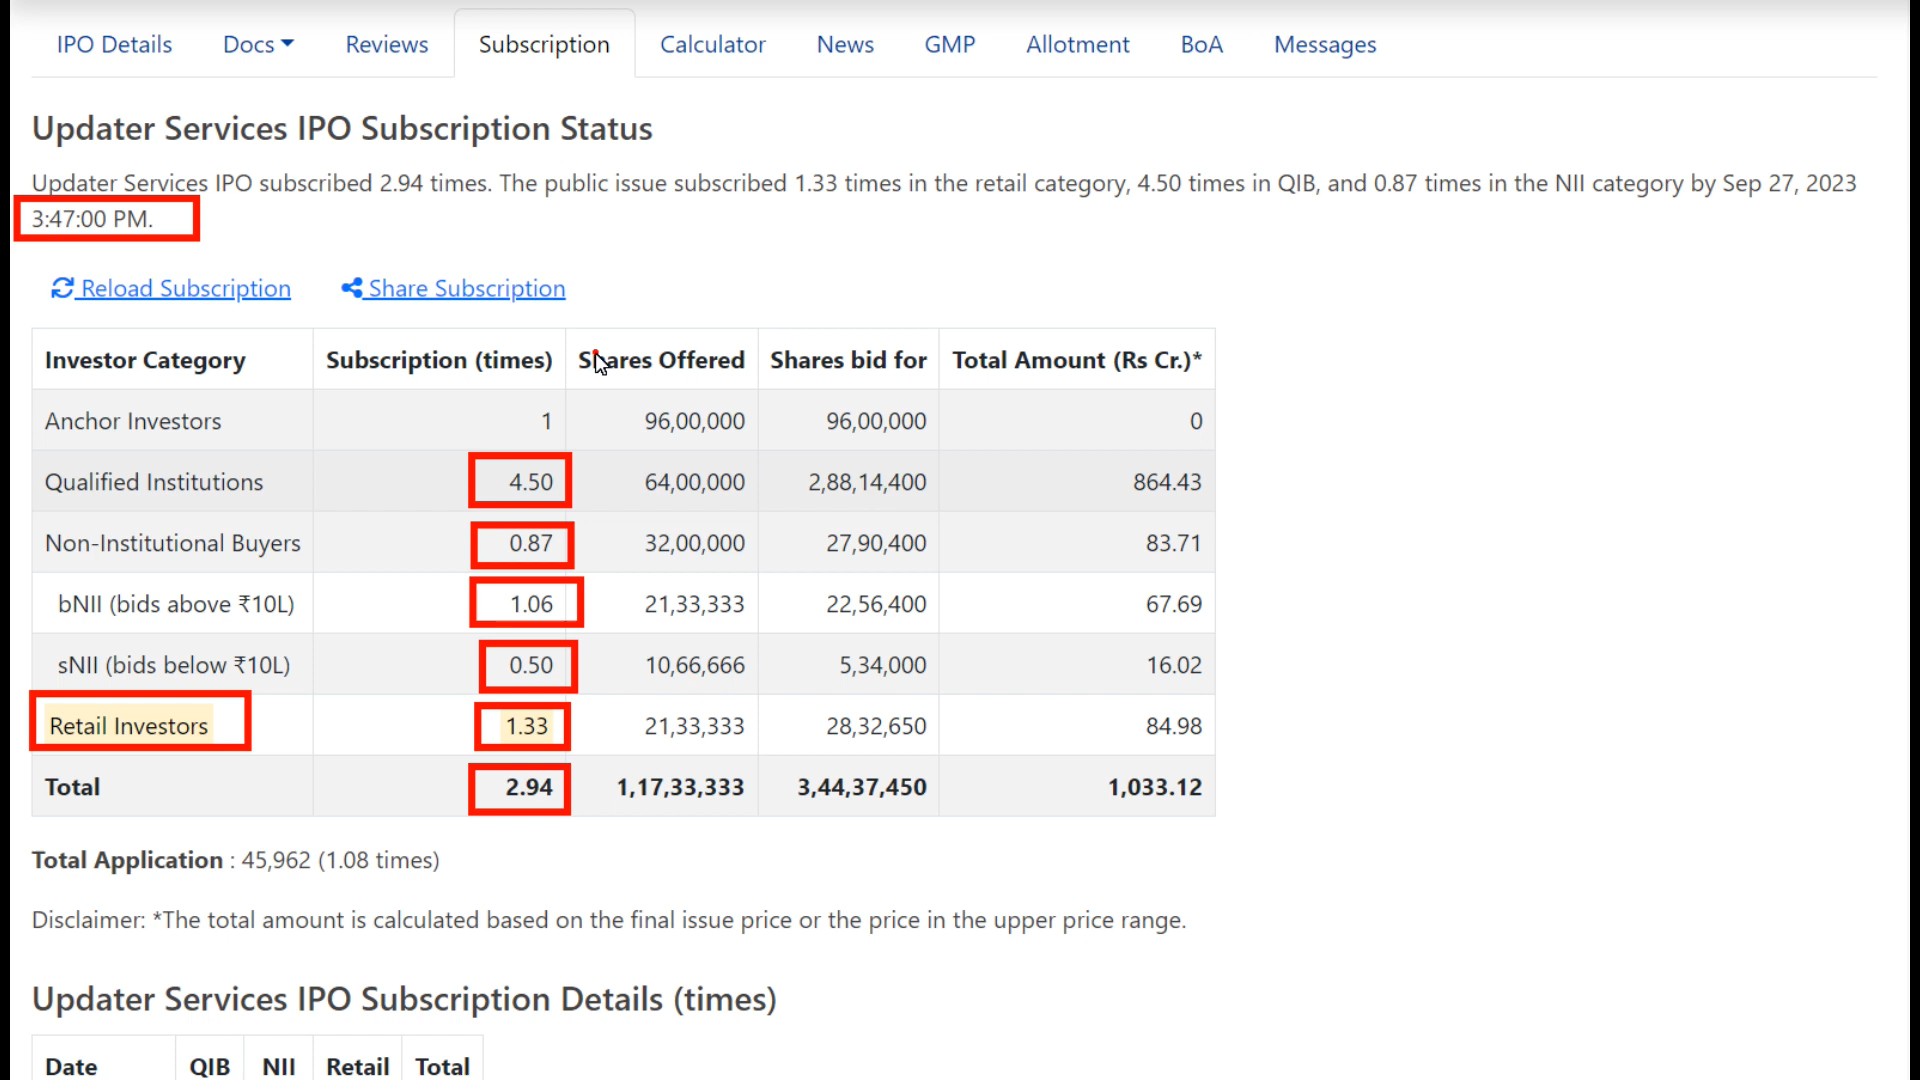 IPO Details Docs Reviews Subscription Calculator News GMP Allotment BoA Messages
Updater Services IPO Subscription Status
Updater Services IPO subscribed 2.94 times. The public issue subscribed 1.33 times in the retail category, 4.50 times in QIB, and 0.87 times in the NII category by Sep 27, 2023
3:47:00 PM.
Reload Subscription Share Subscription
Investor Category Subscription (times) Shares Offered Shares bid for Total Amount (Rs Cr.)*
Anchor Investors 1 96,00,000 96,00,000 0
Qualified Institutions 4.50 64,00,000 2,88,14,400 864.43
Non-Institutional Buyers 0.87 32,00,000 27,90,400 83.71
bNII (bids above ₹10L) 1.06 21,33,333 22,56,400 67.69
sNII (bids below ₹10L) 0.50 10,66,666 5,34,000 16.02
Retail Investors 1.33 21,33,333 28,32,650 84.98
Total 2.94 1,17,33,333 3,44,37,450 1,033.12
Total Application : 45,962 (1.08 times)
Disclaimer: *The total amount is calculated based on the final issue price or the price in the upper price range.
Updater Services IPO Subscription Details (times)
Date QIB NII Retail Total